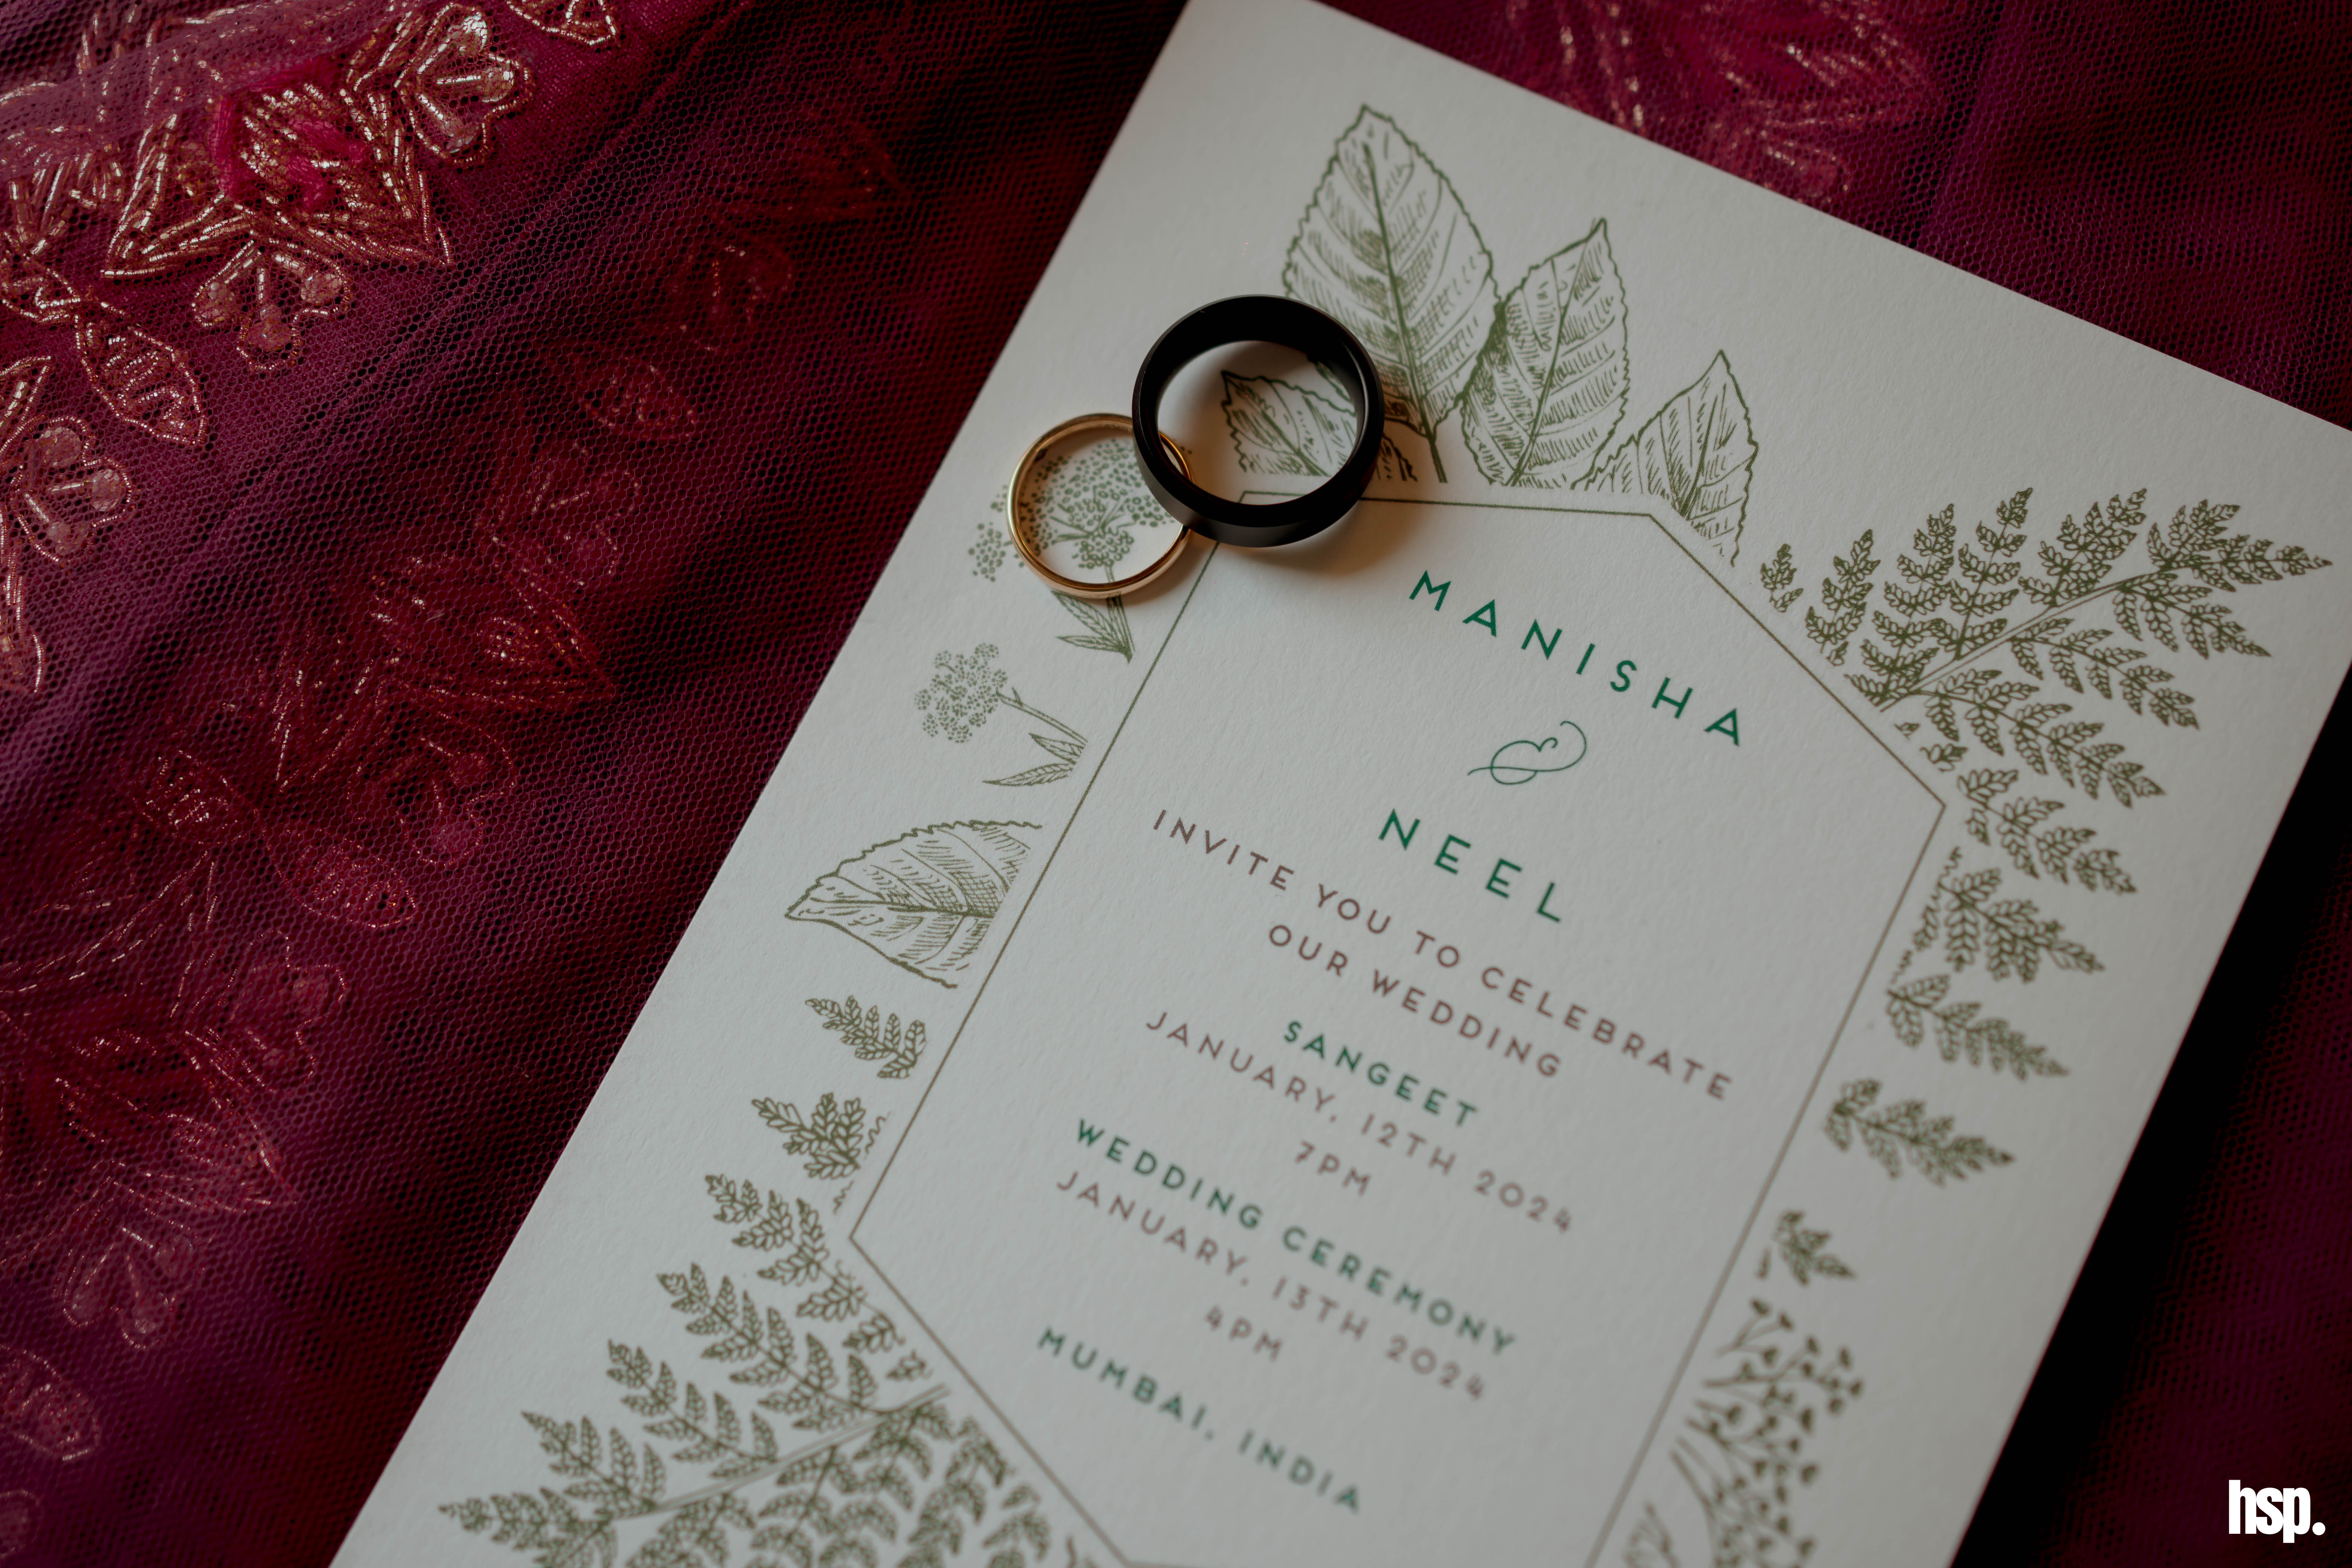 MANISHA
&
NEEL
INVITE YOU TO CELEBRATE
OUR WEDDING
SANGEET
JANUARY, 12TH 2024
7PM
WEDDING CEREMONY
JANUARY, 13TH 2024
4PM
MUMBAI, INDIA
hsp.